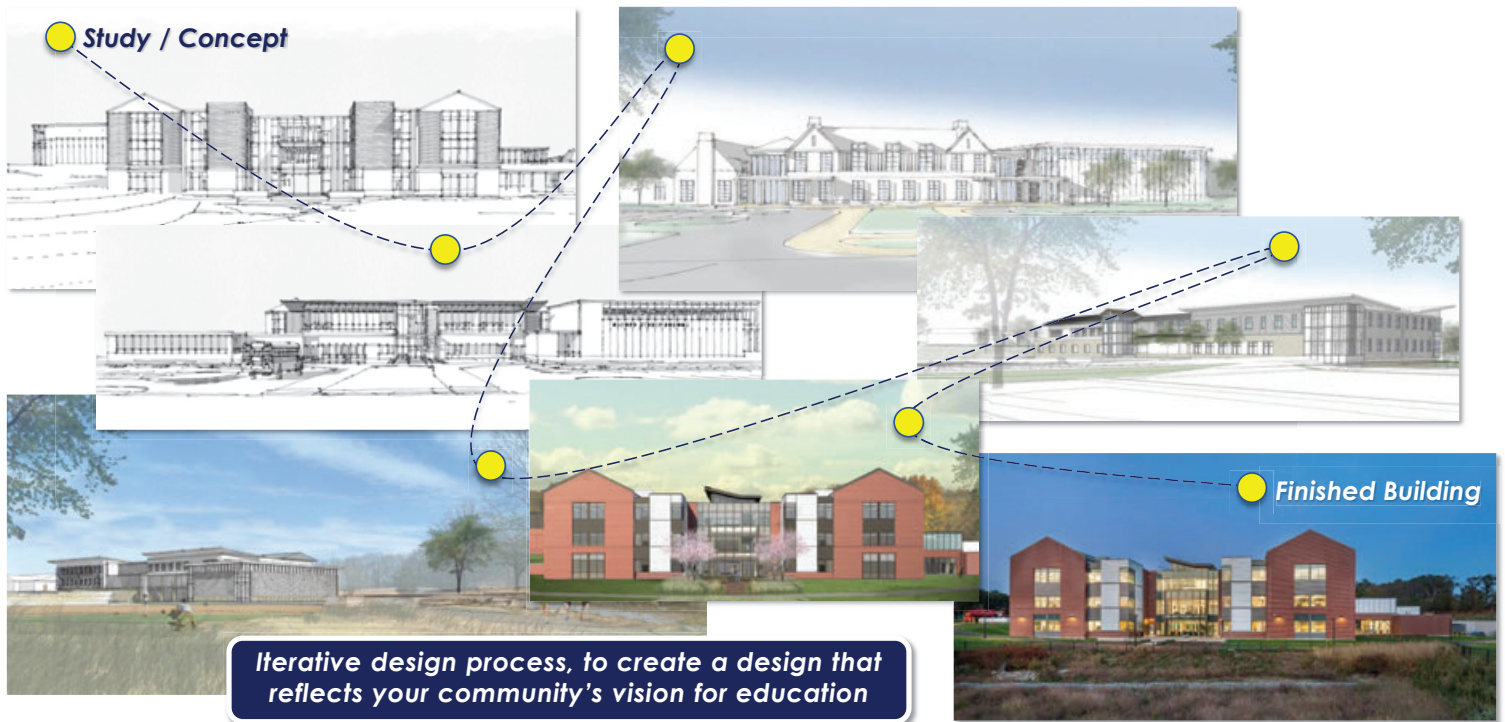 Study / Concept
Finished Building
Iterative design process, to create a design that
reflects your community's vision for education